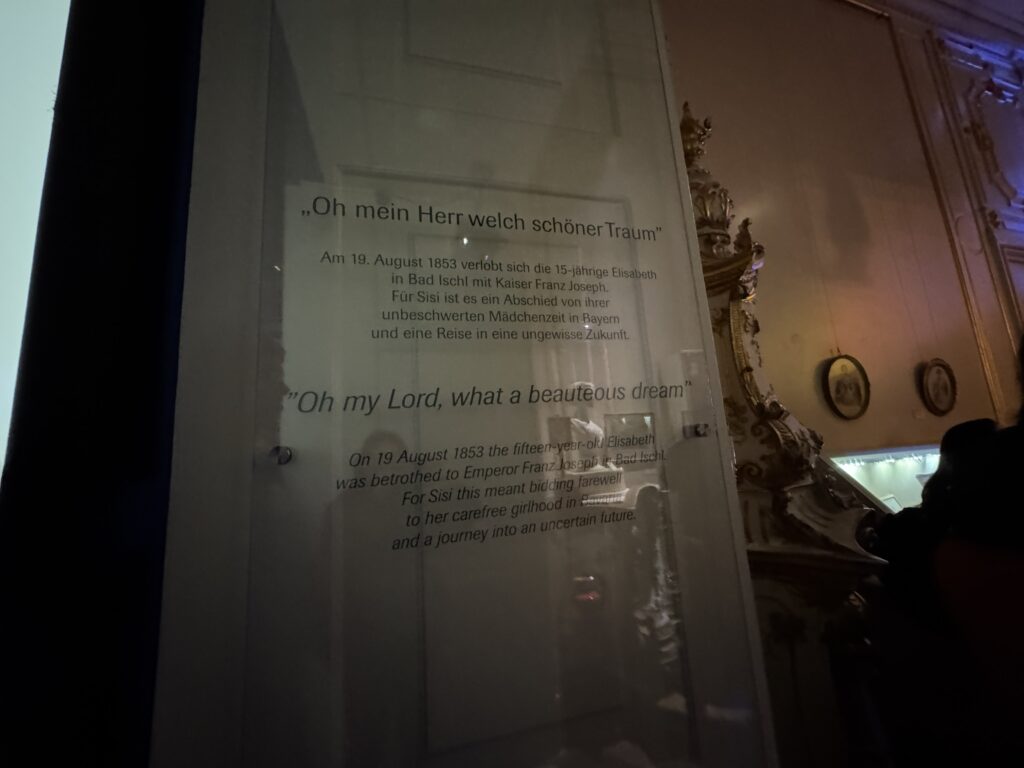 „Oh mein Herr welch schöner Traum”
Am 19. August 1853 verlobt sich die 15-jährige Elisabeth
in Bad Ischl mit Kaiser Franz Joseph.
Für Sisi ist es ein Abschied von ihrer
unbeschwerten Mädchenzeit in Bayern
und eine Reise in eine ungewisse Zukunft.
”Oh my Lord, what a beauteous dream”
On 19 August 1853 the fifteen-year-old Elisabeth
was betrothed to Emperor Franz Joseph in Bad Ischl.
For Sisi this meant bidding farewell
to her carefree girlhood in Bavaria
and a journey into an uncertain future.